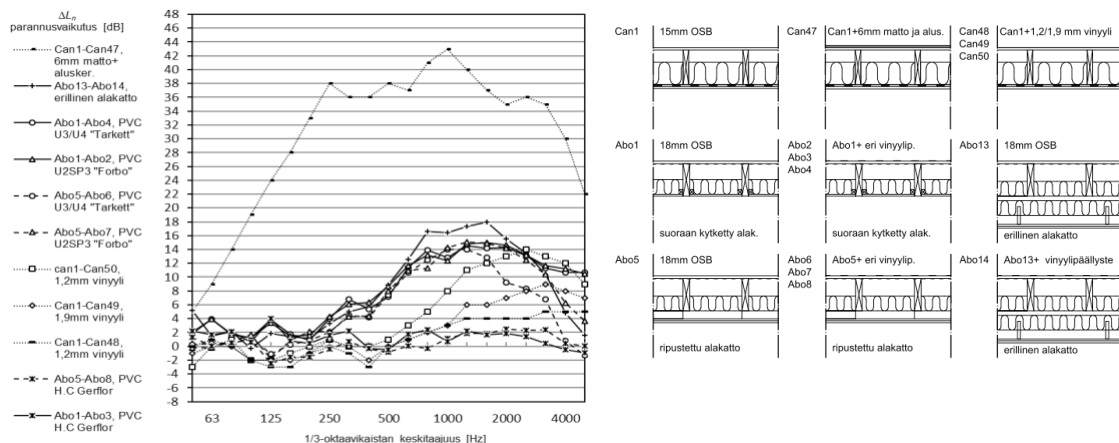 ΔLn
parannusvaikutus [dB]
Can1-Can47,
6mm matto+
alusker.
Abo13-Abo14,
erillinen alakatto
Abo1-Abo4, PVC
U3/U4 "Tarkett"
Abo1-Abo2, PVC
U2SP3 "Forbo"
Abo5-Abo6, PVC
U3/U4 "Tarkett"
Abo5-Abo7, PVC
U2SP3 "Forbo"
can1-Can50,
1,2mm vinyyli
Can1-Can49,
1,9mm vinyyli
Can1-Can48,
1,2mm vinyyli
Abo5-Abo8, PVC
H.C Gerflor
Abo1-Abo3, PVC
H.C Gerflor
48
46
44
42
40
38
36
34
32
30
28
26
24
22
20
18
16
14
12
10
8
6
4
2
0
-2
-4
-6
-8
63 125 250 500 1000 2000 4000
1/3-oktaavikaistan keskitaajuus [Hz]
Can1 15mm OSB
Can47 Can1+6mm matto ja alus.
Can48 Can1+1,2/1,9 mm vinyyli
Can49
Can50
Abo1 18mm OSB
suoraan kytketty alak.
Abo2 Abo1+ eri vinyylip.
Abo3
Abo4
suoraan kytketty alak.
Abo13 18mm OSB
erillinen alakatto
Abo5 18mm OSB
ripustettu alakatto
Abo6 Abo5+ eri vinyylip.
Abo7
Abo8
ripustettu alakatto
Abo14 Abo13+ vinyylipäällyste
erillinen alakatto